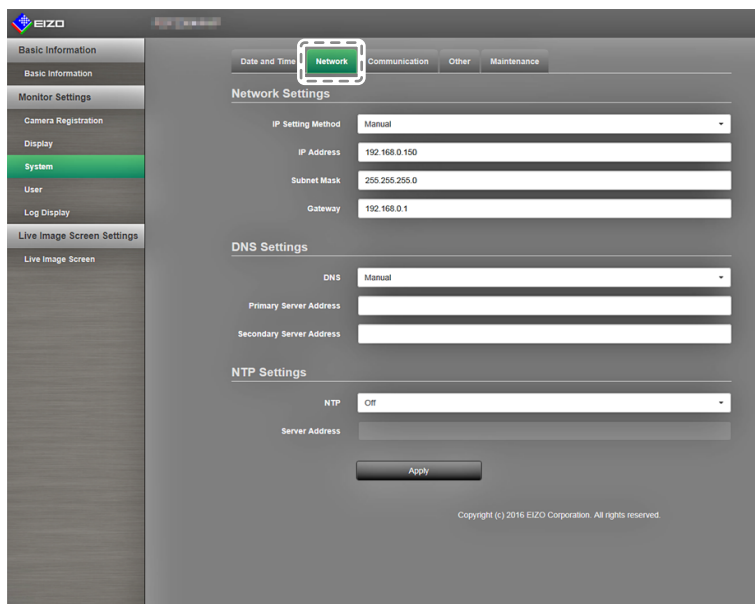 EIZO
Basic Information
Basic Information
Monitor Settings
Camera Registration
Display
System
User
Log Display
Live Image Screen Settings
Live Image Screen
Date and Time Network Communication Other Maintenance
Network Settings
IP Setting Method Manual
IP Address 192.168.0.150
Subnet Mask 255.255.255.0
Gateway 192.168.0.1
DNS Settings
DNS Manual
Primary Server Address
Secondary Server Address
NTP Settings
NTP Off
Server Address
Apply
Copyright (c) 2016 EIZO Corporation. All rights reserved.